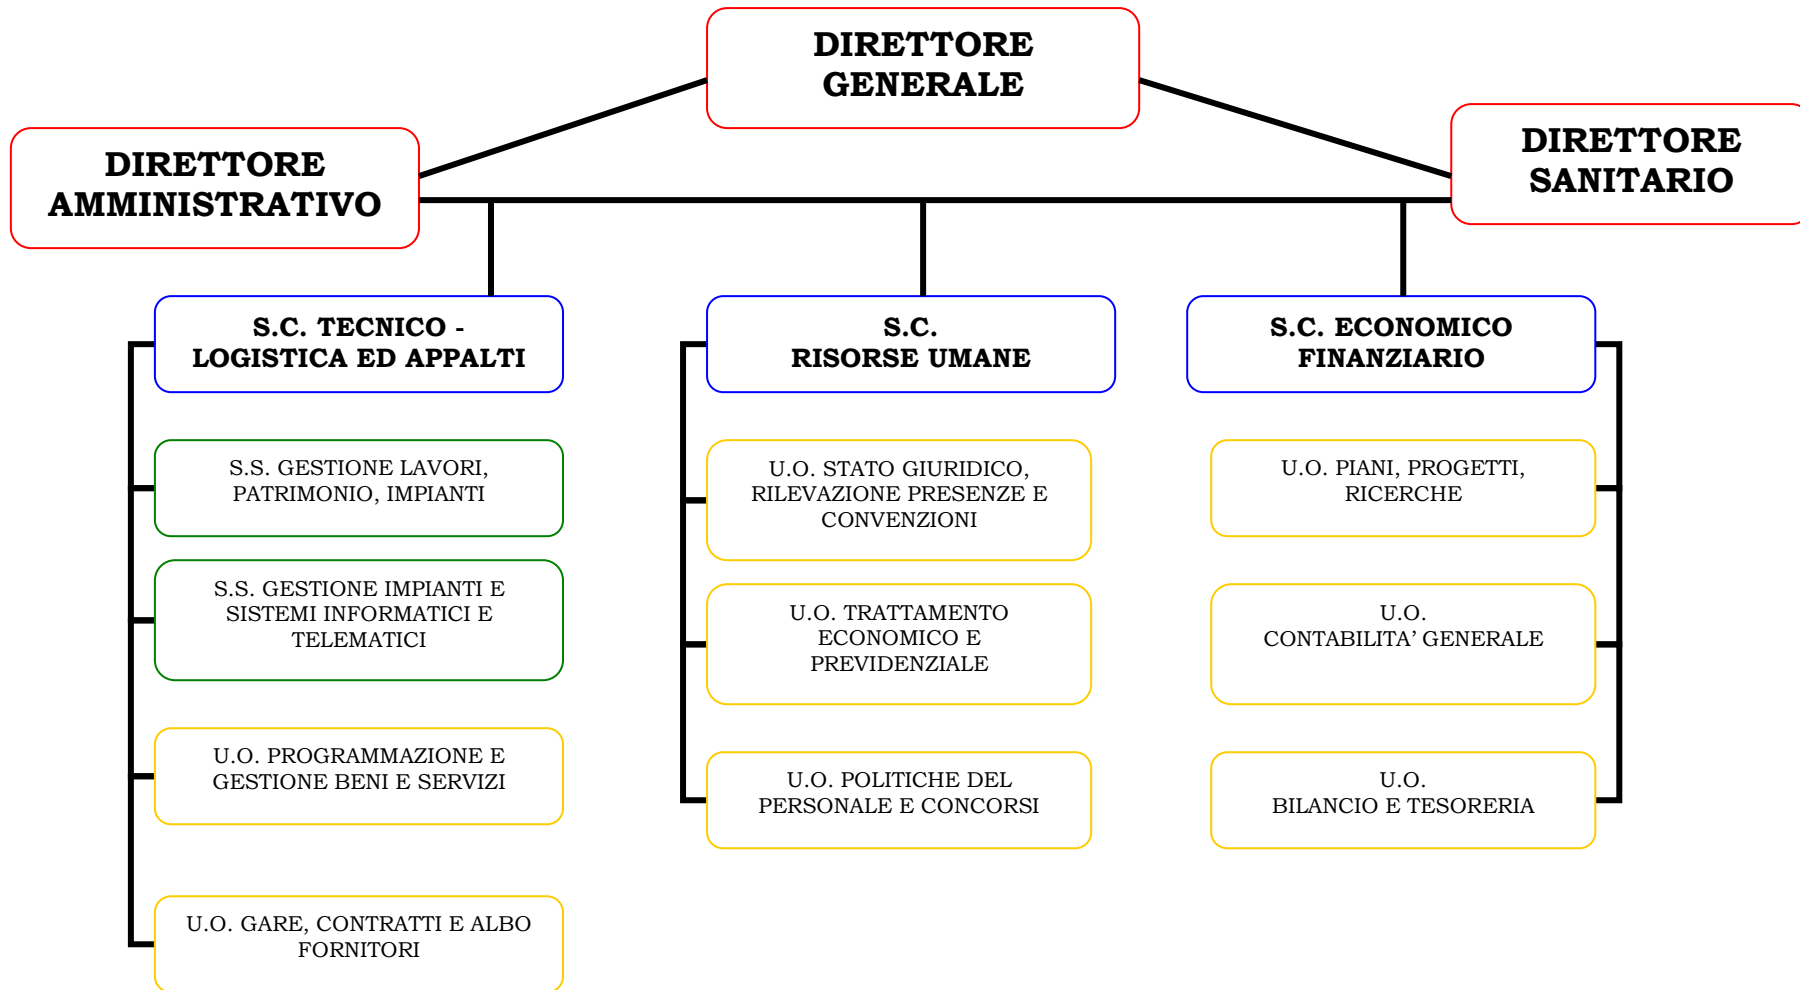 DIRETTORE
GENERALE
DIRETTORE
AMMINISTRATIVO
DIRETTORE
SANITARIO
S.C. TECNICO -
LOGISTICA ED APPALTI
S.S. GESTIONE LAVORI,
PATRIMONIO, IMPIANTI
S.S. GESTIONE IMPIANTI E
SISTEMI INFORMATICI E
TELEMATICI
U.O. PROGRAMMAZIONE E
GESTIONE BENI E SERVIZI
U.O. GARE, CONTRATTI E ALBO
FORNITORI
S.C.
RISORSE UMANE
U.O. STATO GIURIDICO,
RILEVAZIONE PRESENZE E
CONVENZIONI
U.O. TRATTAMENTO
ECONOMICO E
PREVIDENZIALE
U.O. POLITICHE DEL
PERSONALE E CONCORSI
S.C. ECONOMICO
FINANZIARIO
U.O. PIANI, PROGETTI,
RICERCHE
U.O.
CONTABILITA’ GENERALE
U.O.
BILANCIO E TESORERIA